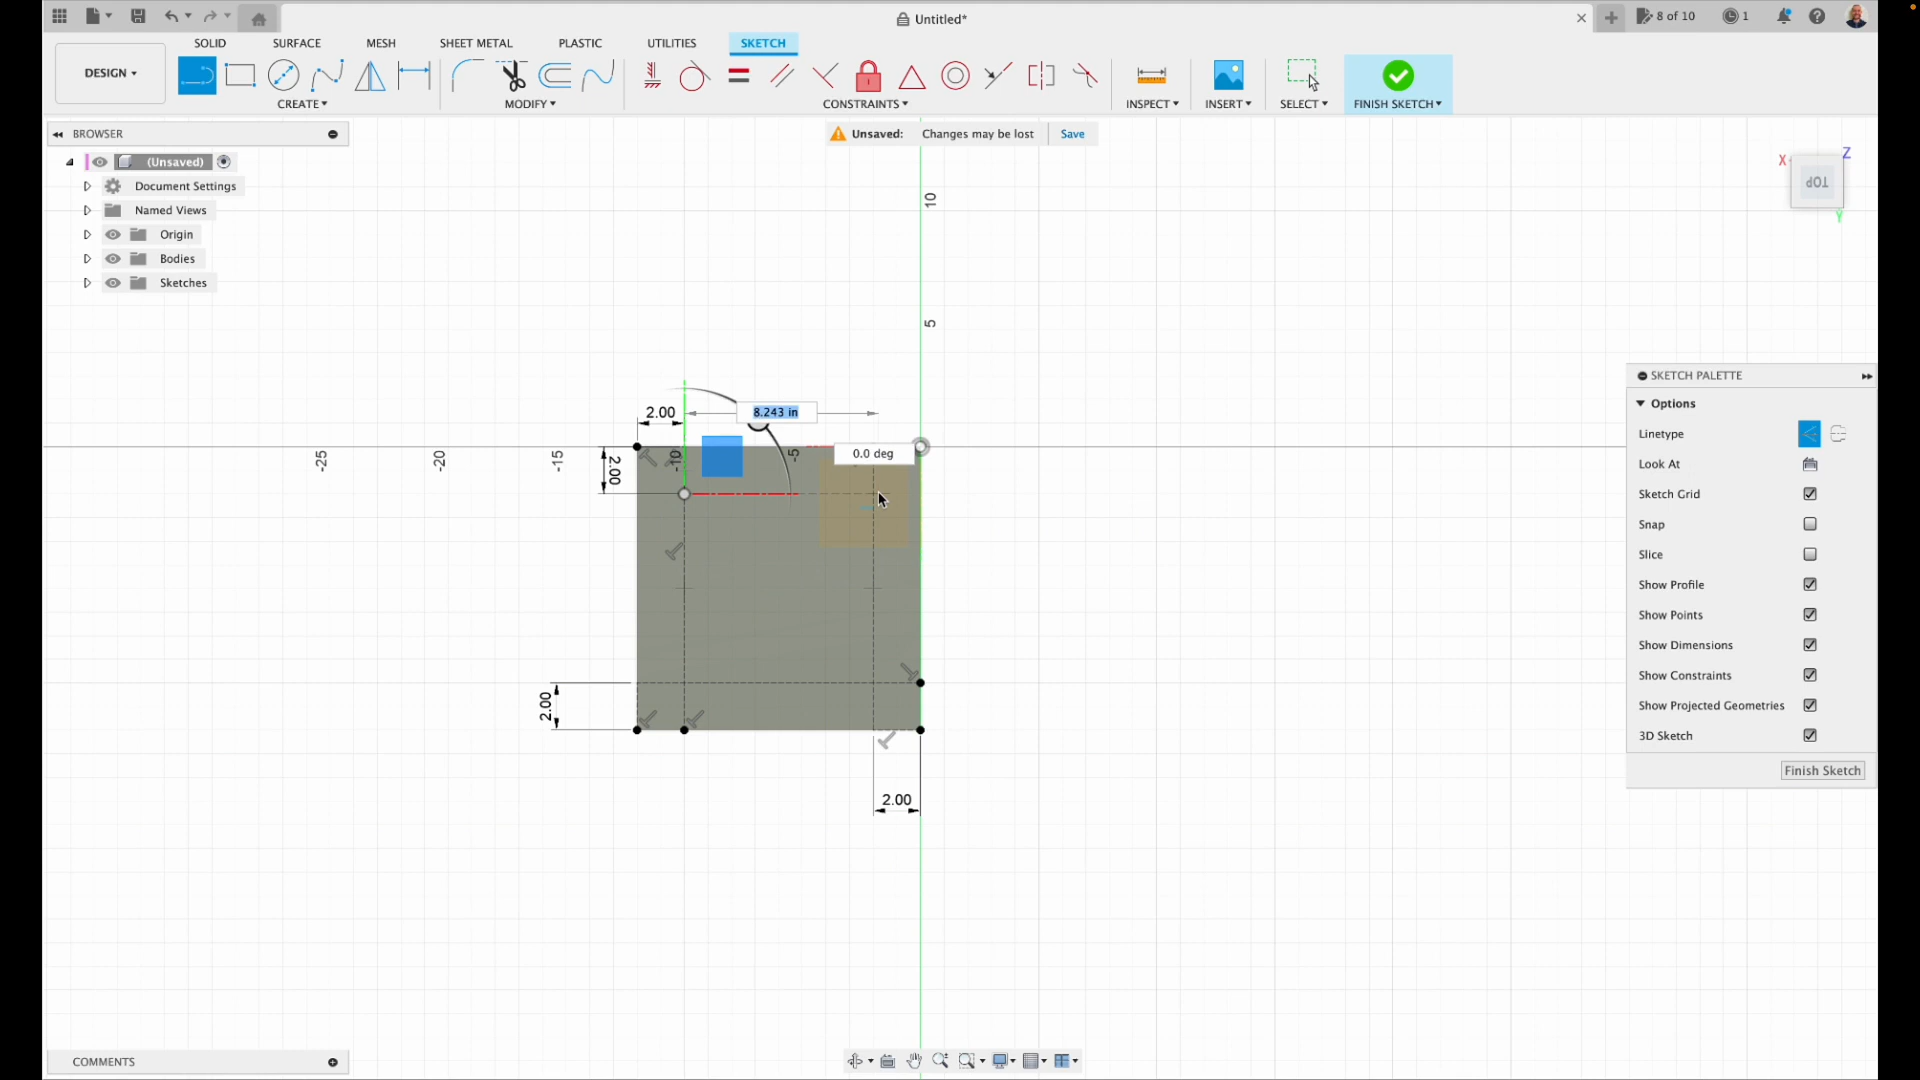 Untitled*
8 of 10
1
SOLID
SURFACE
MESH
SHEET METAL
PLASTIC
UTILITIES
SKETCH
DESIGN
CREATE
MODIFY
CONSTRAINTS
INSPECT
INSERT
SELECT
FINISH SKETCH
BROWSER
Unsaved: Changes may be lost Save
(Unsaved)
Document Settings
Named Views
Origin
Bodies
Sketches
X
Z
TOP
Y
10
5
2.00
8.243 in
-25
-20
-15
-10
-5
0.0 deg
2.00
2.00
2.00
SKETCH PALETTE
Options
Linetype
Look At
Sketch Grid
Snap
Slice
Show Profile
Show Points
Show Dimensions
Show Constraints
Show Projected Geometries
3D Sketch
Finish Sketch
COMMENTS